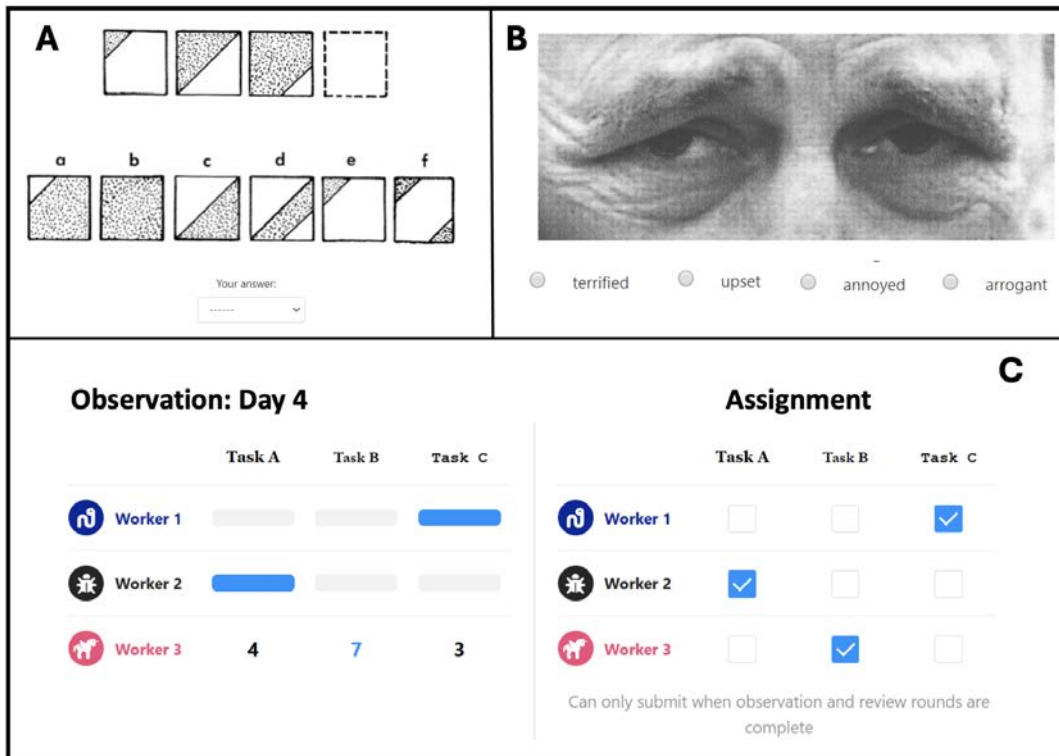 A
a b c d e f
Your answer:
------
B
terrified upset annoyed arrogant
C
Observation: Day 4
Task A Task B Task C
Worker 1
Worker 2
Worker 3 4 7 3
Assignment
Task A Task B Task C
Worker 1
Worker 2
Worker 3
Can only submit when observation and review rounds are
complete